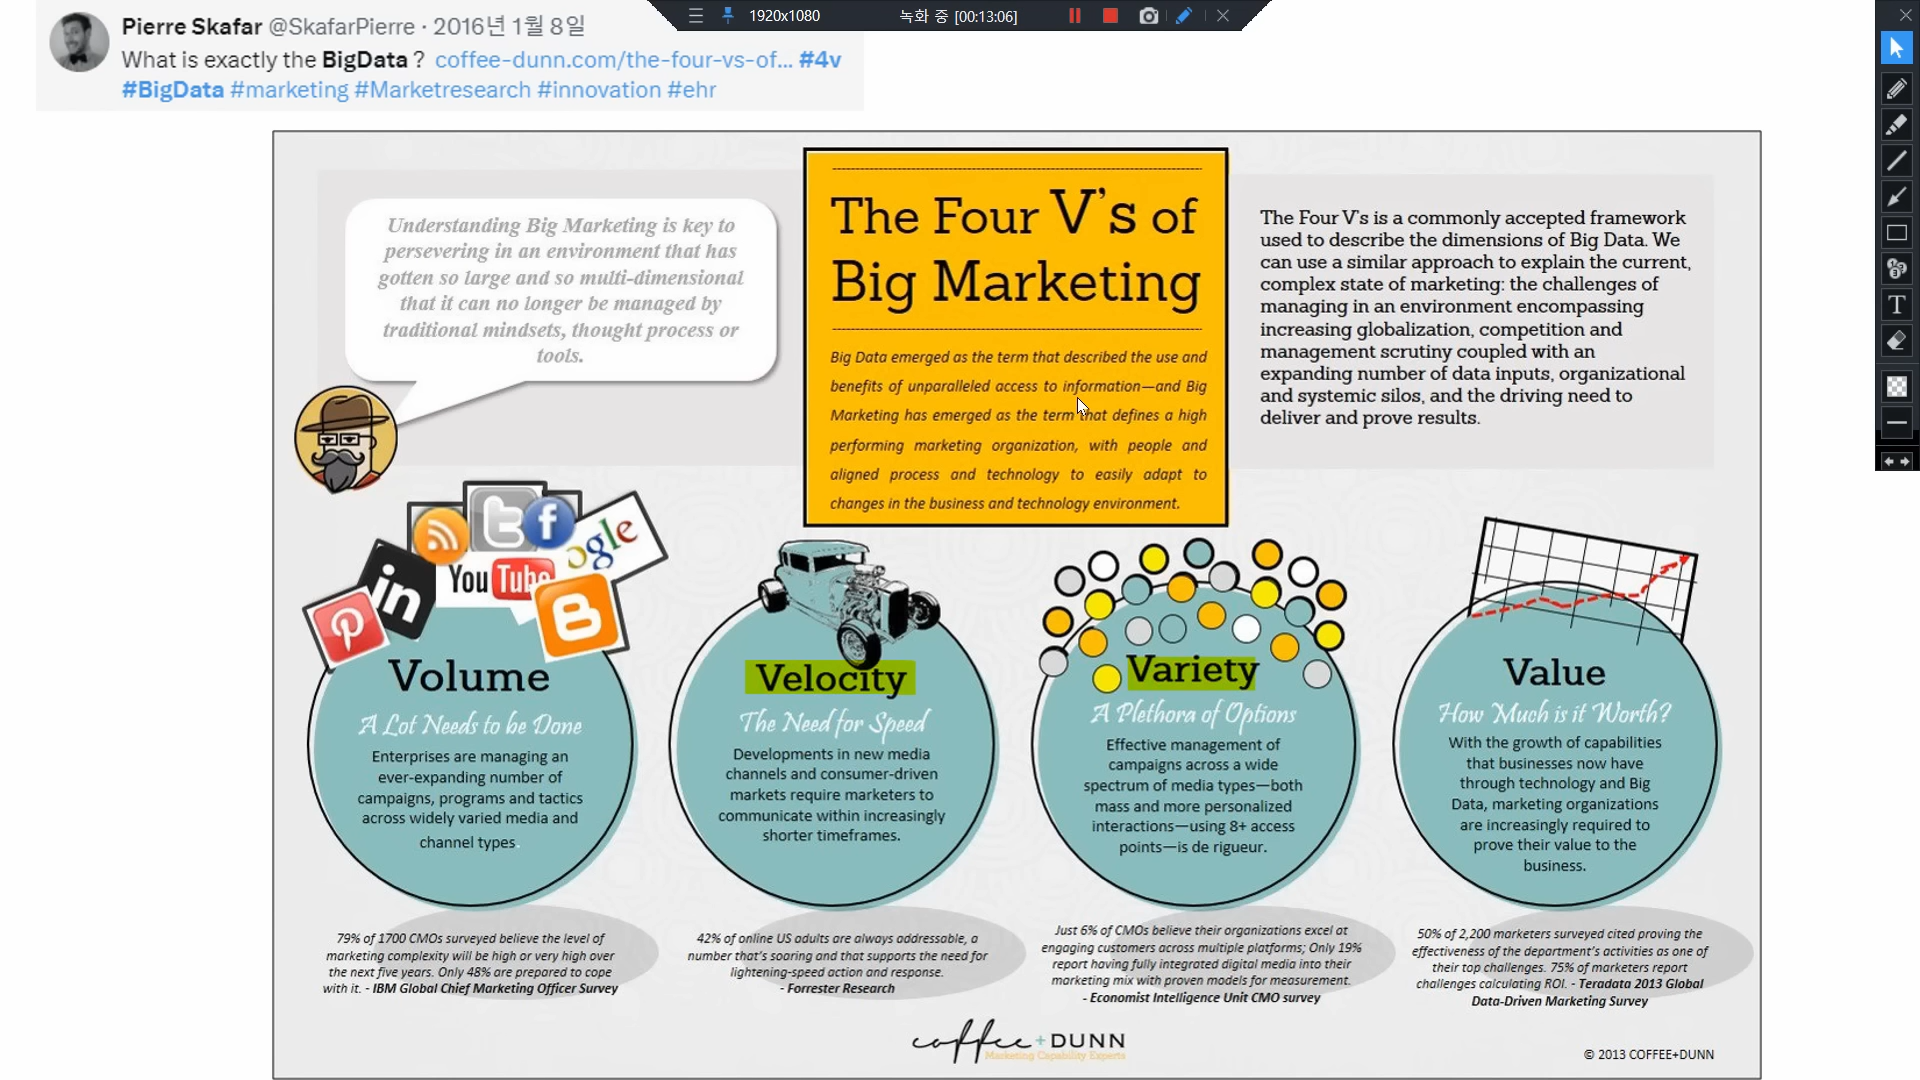 1920x1080
녹화 중 [00:13:06]
Pierre Skafar @SkafarPierre · 2016년 1월 8일
What is exactly the BigData ? coffee-dunn.com/the-four-vs-of... #4v
#BigData #marketing #Marketresearch #innovation #ehr
Understanding Big Marketing is key to
persevering in an environment that has
gotten so large and so multi-dimensional
that it can no longer be managed by
traditional mindsets, thought process or
tools.
The Four V's of
Big Marketing
Big Data emerged as the term that described the use and
benefits of unparalleled access to information—and Big
Marketing has emerged as the term that defines a high
performing marketing organization, with people and
aligned process and technology to easily adapt to
changes in the business and technology environment.
The Four V's is a commonly accepted framework
used to describe the dimensions of Big Data. We
can use a similar approach to explain the current,
complex state of marketing: the challenges of
managing in an environment encompassing
increasing globalization, competition and
management scrutiny coupled with an
expanding number of data inputs, organizational
and systemic silos, and the driving need to
deliver and prove results.
in
YouTube
ogle
Volume
A Lot Needs to be Done
Enterprises are managing an
ever-expanding number of
campaigns, programs and tactics
across widely varied media and
channel types.
79% of 1700 CMOs surveyed believe the level of
marketing complexity will be high or very high over
the next five years. Only 48% are prepared to cope
with it. - IBM Global Chief Marketing Officer Survey
Velocity
The Need for Speed
Developments in new media
channels and consumer-driven
markets require marketers to
communicate within increasingly
shorter timeframes.
42% of online US adults are always addressable, a
number that's soaring and that supports the need for
lightening-speed action and response.
- Forrester Research
Variety
A Plethora of Options
Effective management of
campaigns across a wide
spectrum of media types—both
mass and more personalized
interactions—using 8+ access
points—is de rigueur.
Just 6% of CMOs believe their organizations excel at
engaging customers across multiple platforms; Only 19%
report having fully integrated digital media into their
marketing mix with proven models for measurement.
- Economist Intelligence Unit CMO survey
Value
How Much is it Worth?
With the growth of capabilities
that businesses now have
through technology and Big
Data, marketing organizations
are increasingly required to
prove their value to the
business.
50% of 2,200 marketers surveyed cited proving the
effectiveness of the department's activities as one of
their top challenges. 75% of marketers report
challenges calculating ROI. - Teradata 2013 Global
Data-Driven Marketing Survey
coffee+DUNN
Marketing Capability Experts
© 2013 COFFEE+DUNN